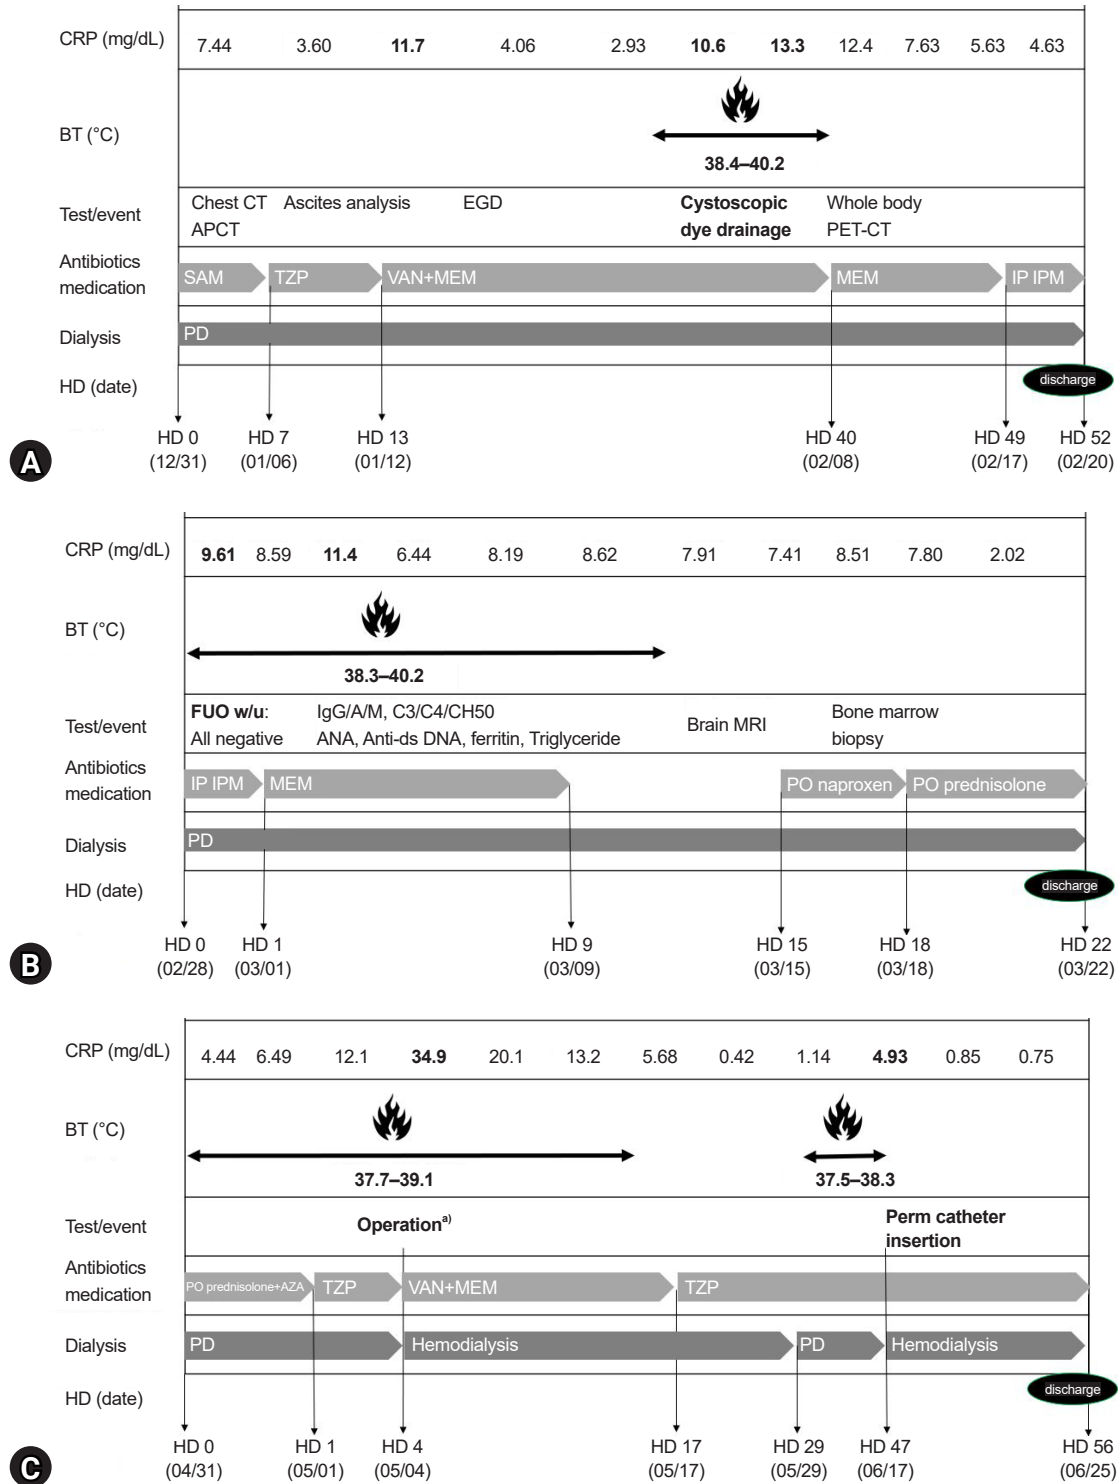 CRP (mg/dL) 7.44 3.60 11.7 4.06 2.93 10.6 13.3 12.4 7.63 5.63 4.63
BT (°C)
38.4–40.2
Test/event
Chest CT Ascites analysis EGD Cystoscopic Whole body
APCT dye drainage PET-CT
Antibiotics
medication
SAM TZP VAN+MEM MEM IP IPM
Dialysis PD
HD (date) discharge
HD 0 HD 7 HD 13 HD 40 HD 49 HD 52
(12/31) (01/06) (01/12) (02/08) (02/17) (02/20)
A
CRP (mg/dL) 9.61 8.59 11.4 6.44 8.19 8.62 7.91 7.41 8.51 7.80 2.02
BT (°C)
38.3–40.2
Test/event
FUO w/u: IgG/A/M, C3/C4/CH50 Brain MRI Bone marrow
All negative ANA, Anti-ds DNA, ferritin, Triglyceride biopsy
Antibiotics
medication
IP IPM MEM PO naproxen PO prednisolone
Dialysis PD
HD (date) discharge
HD 0 HD 1 HD 9 HD 15 HD 18 HD 22
(02/28) (03/01) (03/09) (03/15) (03/18) (03/22)
B
CRP (mg/dL) 4.44 6.49 12.1 34.9 20.1 13.2 5.68 0.42 1.14 4.93 0.85 0.75
BT (°C)
37.7–39.1 37.5–38.3
Test/event Operation a) Perm catheter
insertion
Antibiotics
medication
PO prednisolone+AZA TZP VAN+MEM TZP
Dialysis PD Hemodialysis PD Hemodialysis
HD (date) discharge
HD 0 HD 1 HD 4 HD 17 HD 29 HD 47 HD 56
(04/31) (05/01) (05/04) (05/17) (05/29) (06/17) (06/25)
C